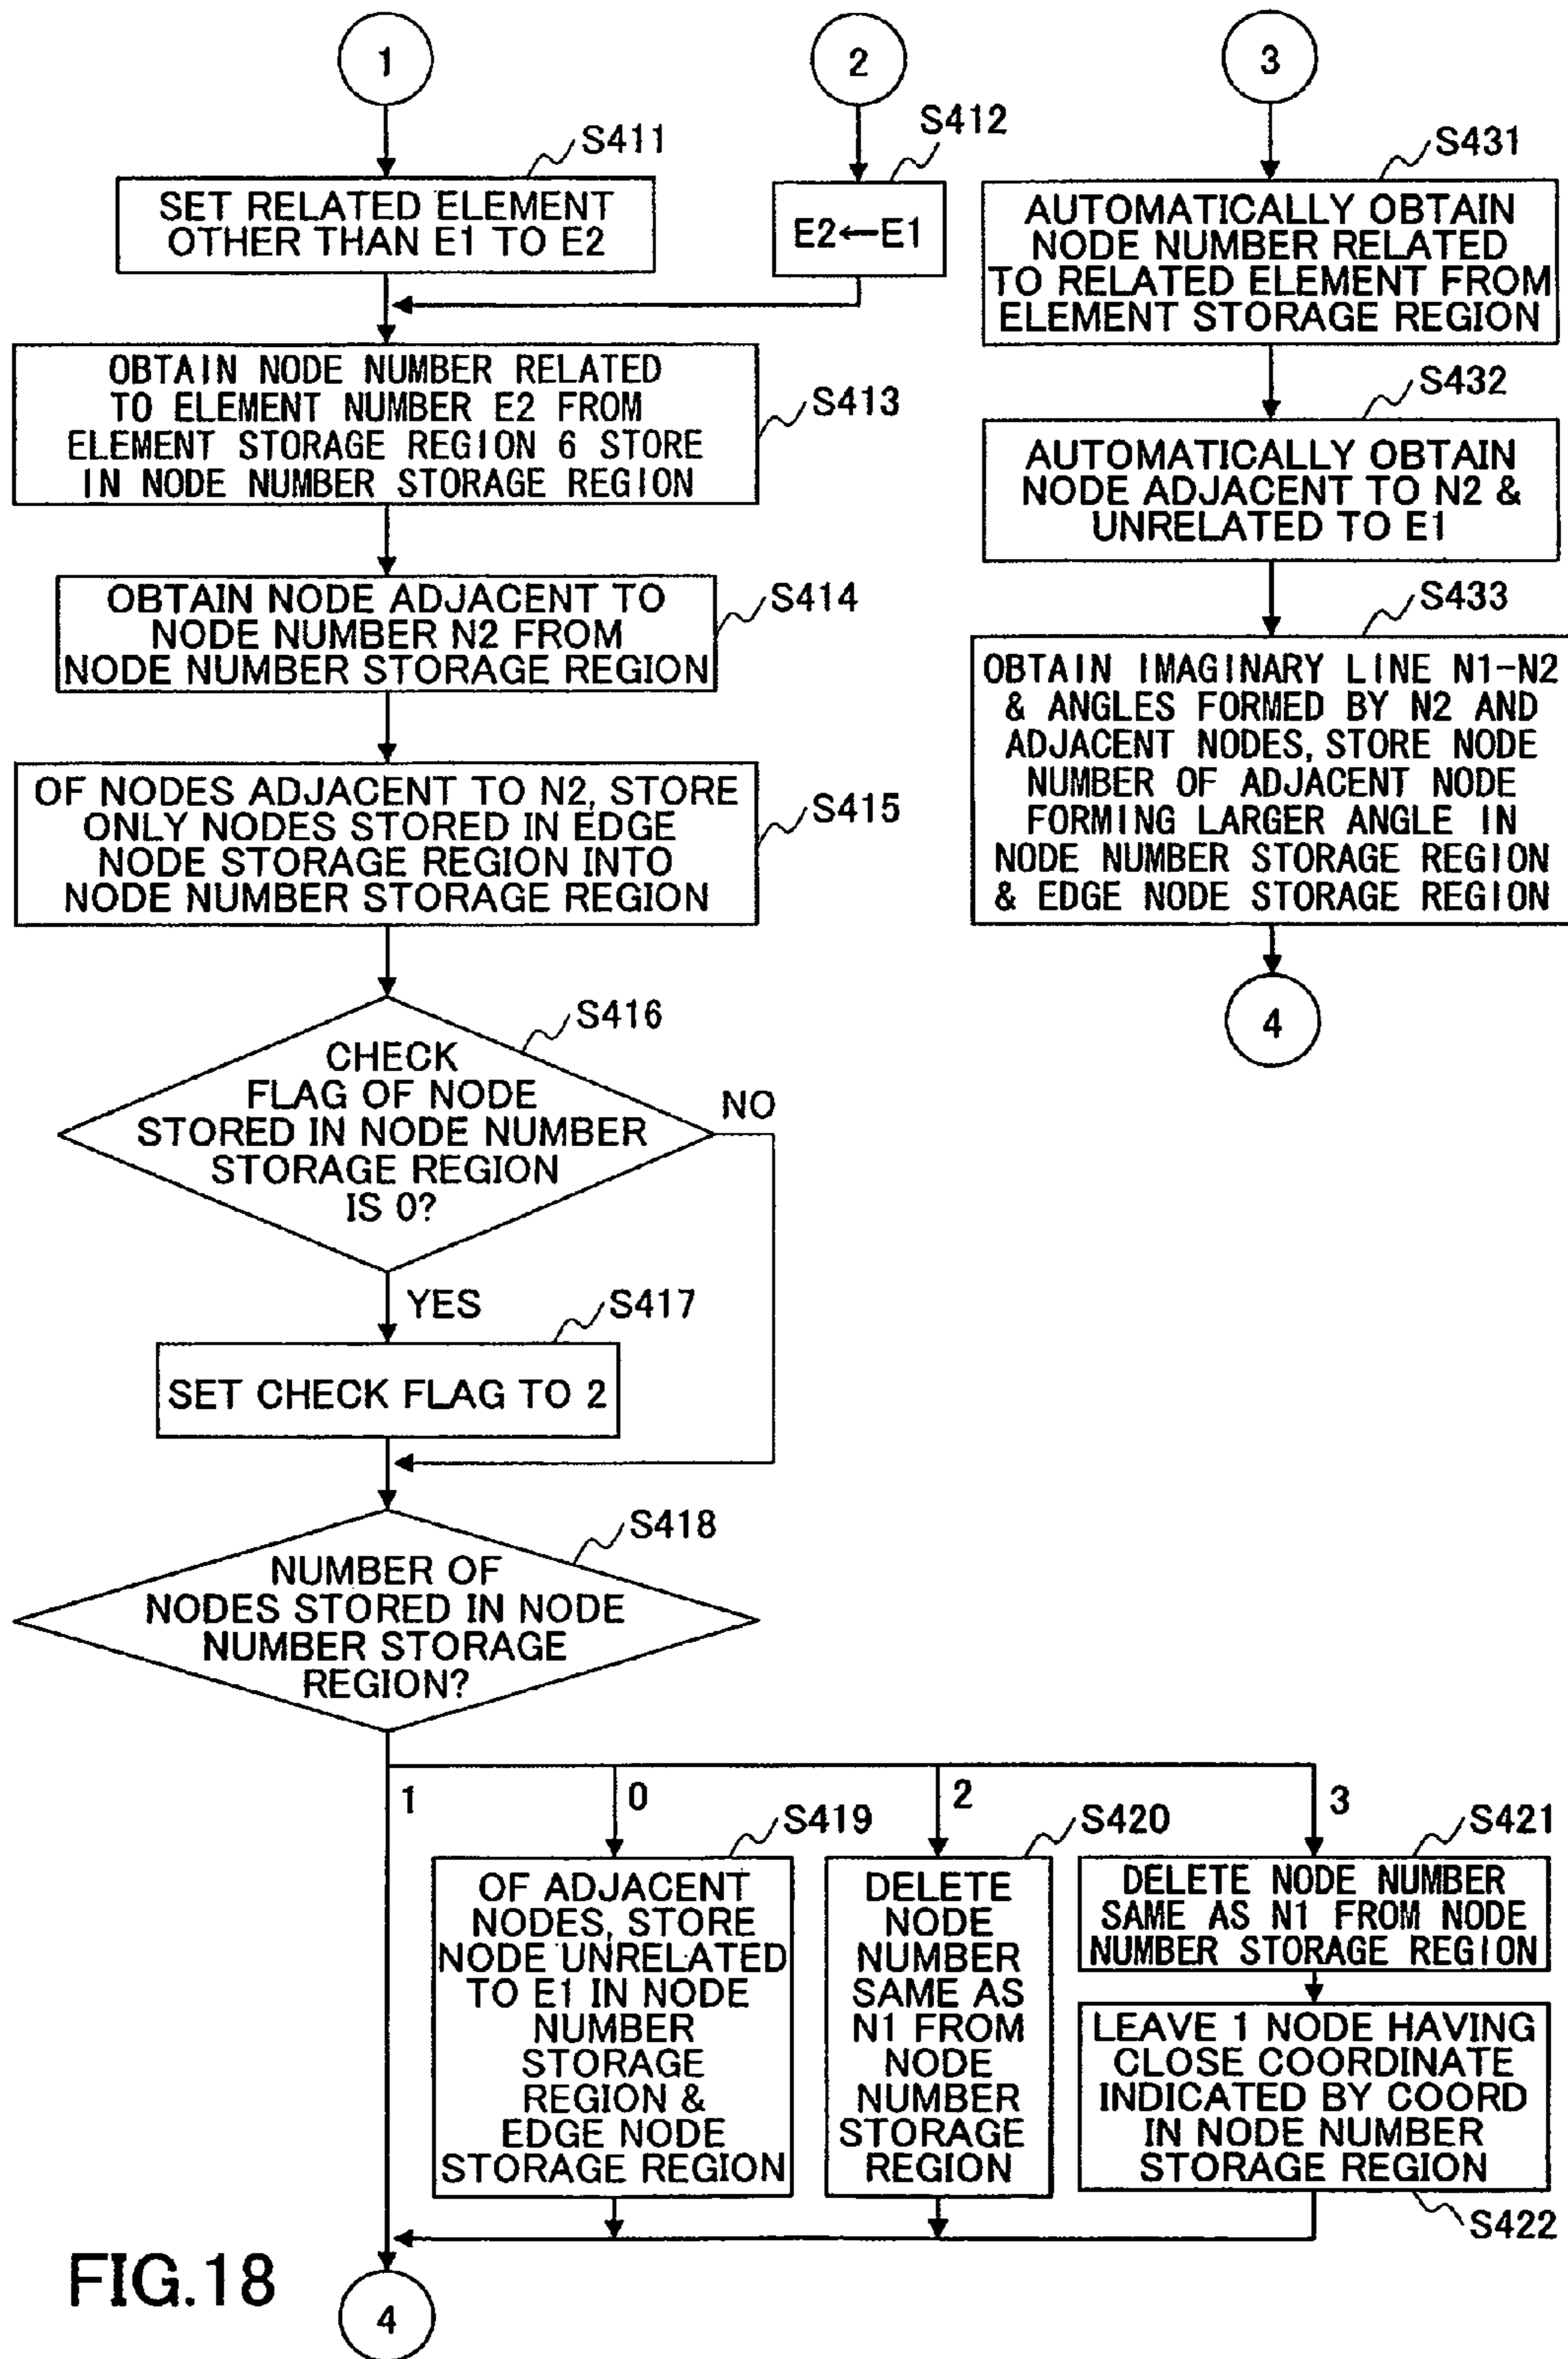 1
S411
SET RELATED ELEMENT
OTHER THAN E1 TO E2
2
S412
E2←E1
OBTAIN NODE NUMBER RELATED
TO ELEMENT NUMBER E2 FROM
ELEMENT STORAGE REGION 6 STORE
IN NODE NUMBER STORAGE REGION
S413
OBTAIN NODE ADJACENT TO
NODE NUMBER N2 FROM
NODE NUMBER STORAGE REGION
S414
OF NODES ADJACENT TO N2, STORE
ONLY NODES STORED IN EDGE
NODE STORAGE REGION INTO
NODE NUMBER STORAGE REGION
S415
S416
CHECK
FLAG OF NODE
STORED IN NODE NUMBER
STORAGE REGION
IS 0?
NO
YES
S417
SET CHECK FLAG TO 2
S418
NUMBER OF
NODES STORED IN NODE
NUMBER STORAGE
REGION?
1
0
2
3
S419
OF ADJACENT
NODES, STORE
NODE UNRELATED
TO E1 IN NODE
NUMBER
STORAGE
REGION &
EDGE NODE
STORAGE REGION
S420
DELETE
NODE
NUMBER
SAME AS
N1 FROM
NODE
NUMBER
STORAGE
REGION
S421
DELETE NODE NUMBER
SAME AS N1 FROM NODE
NUMBER STORAGE REGION
LEAVE 1 NODE HAVING
CLOSE COORDINATE
INDICATED BY COORD
IN NODE NUMBER
STORAGE REGION
S422
4
3
S431
AUTOMATICALLY OBTAIN
NODE NUMBER RELATED
TO RELATED ELEMENT FROM
ELEMENT STORAGE REGION
S432
AUTOMATICALLY OBTAIN
NODE ADJACENT TO N2 &
UNRELATED TO E1
S433
OBTAIN IMAGINARY LINE N1-N2
& ANGLES FORMED BY N2 AND
ADJACENT NODES, STORE NODE
NUMBER OF ADJACENT NODE
FORMING LARGER ANGLE IN
NODE NUMBER STORAGE REGION
& EDGE NODE STORAGE REGION
4
FIG.18